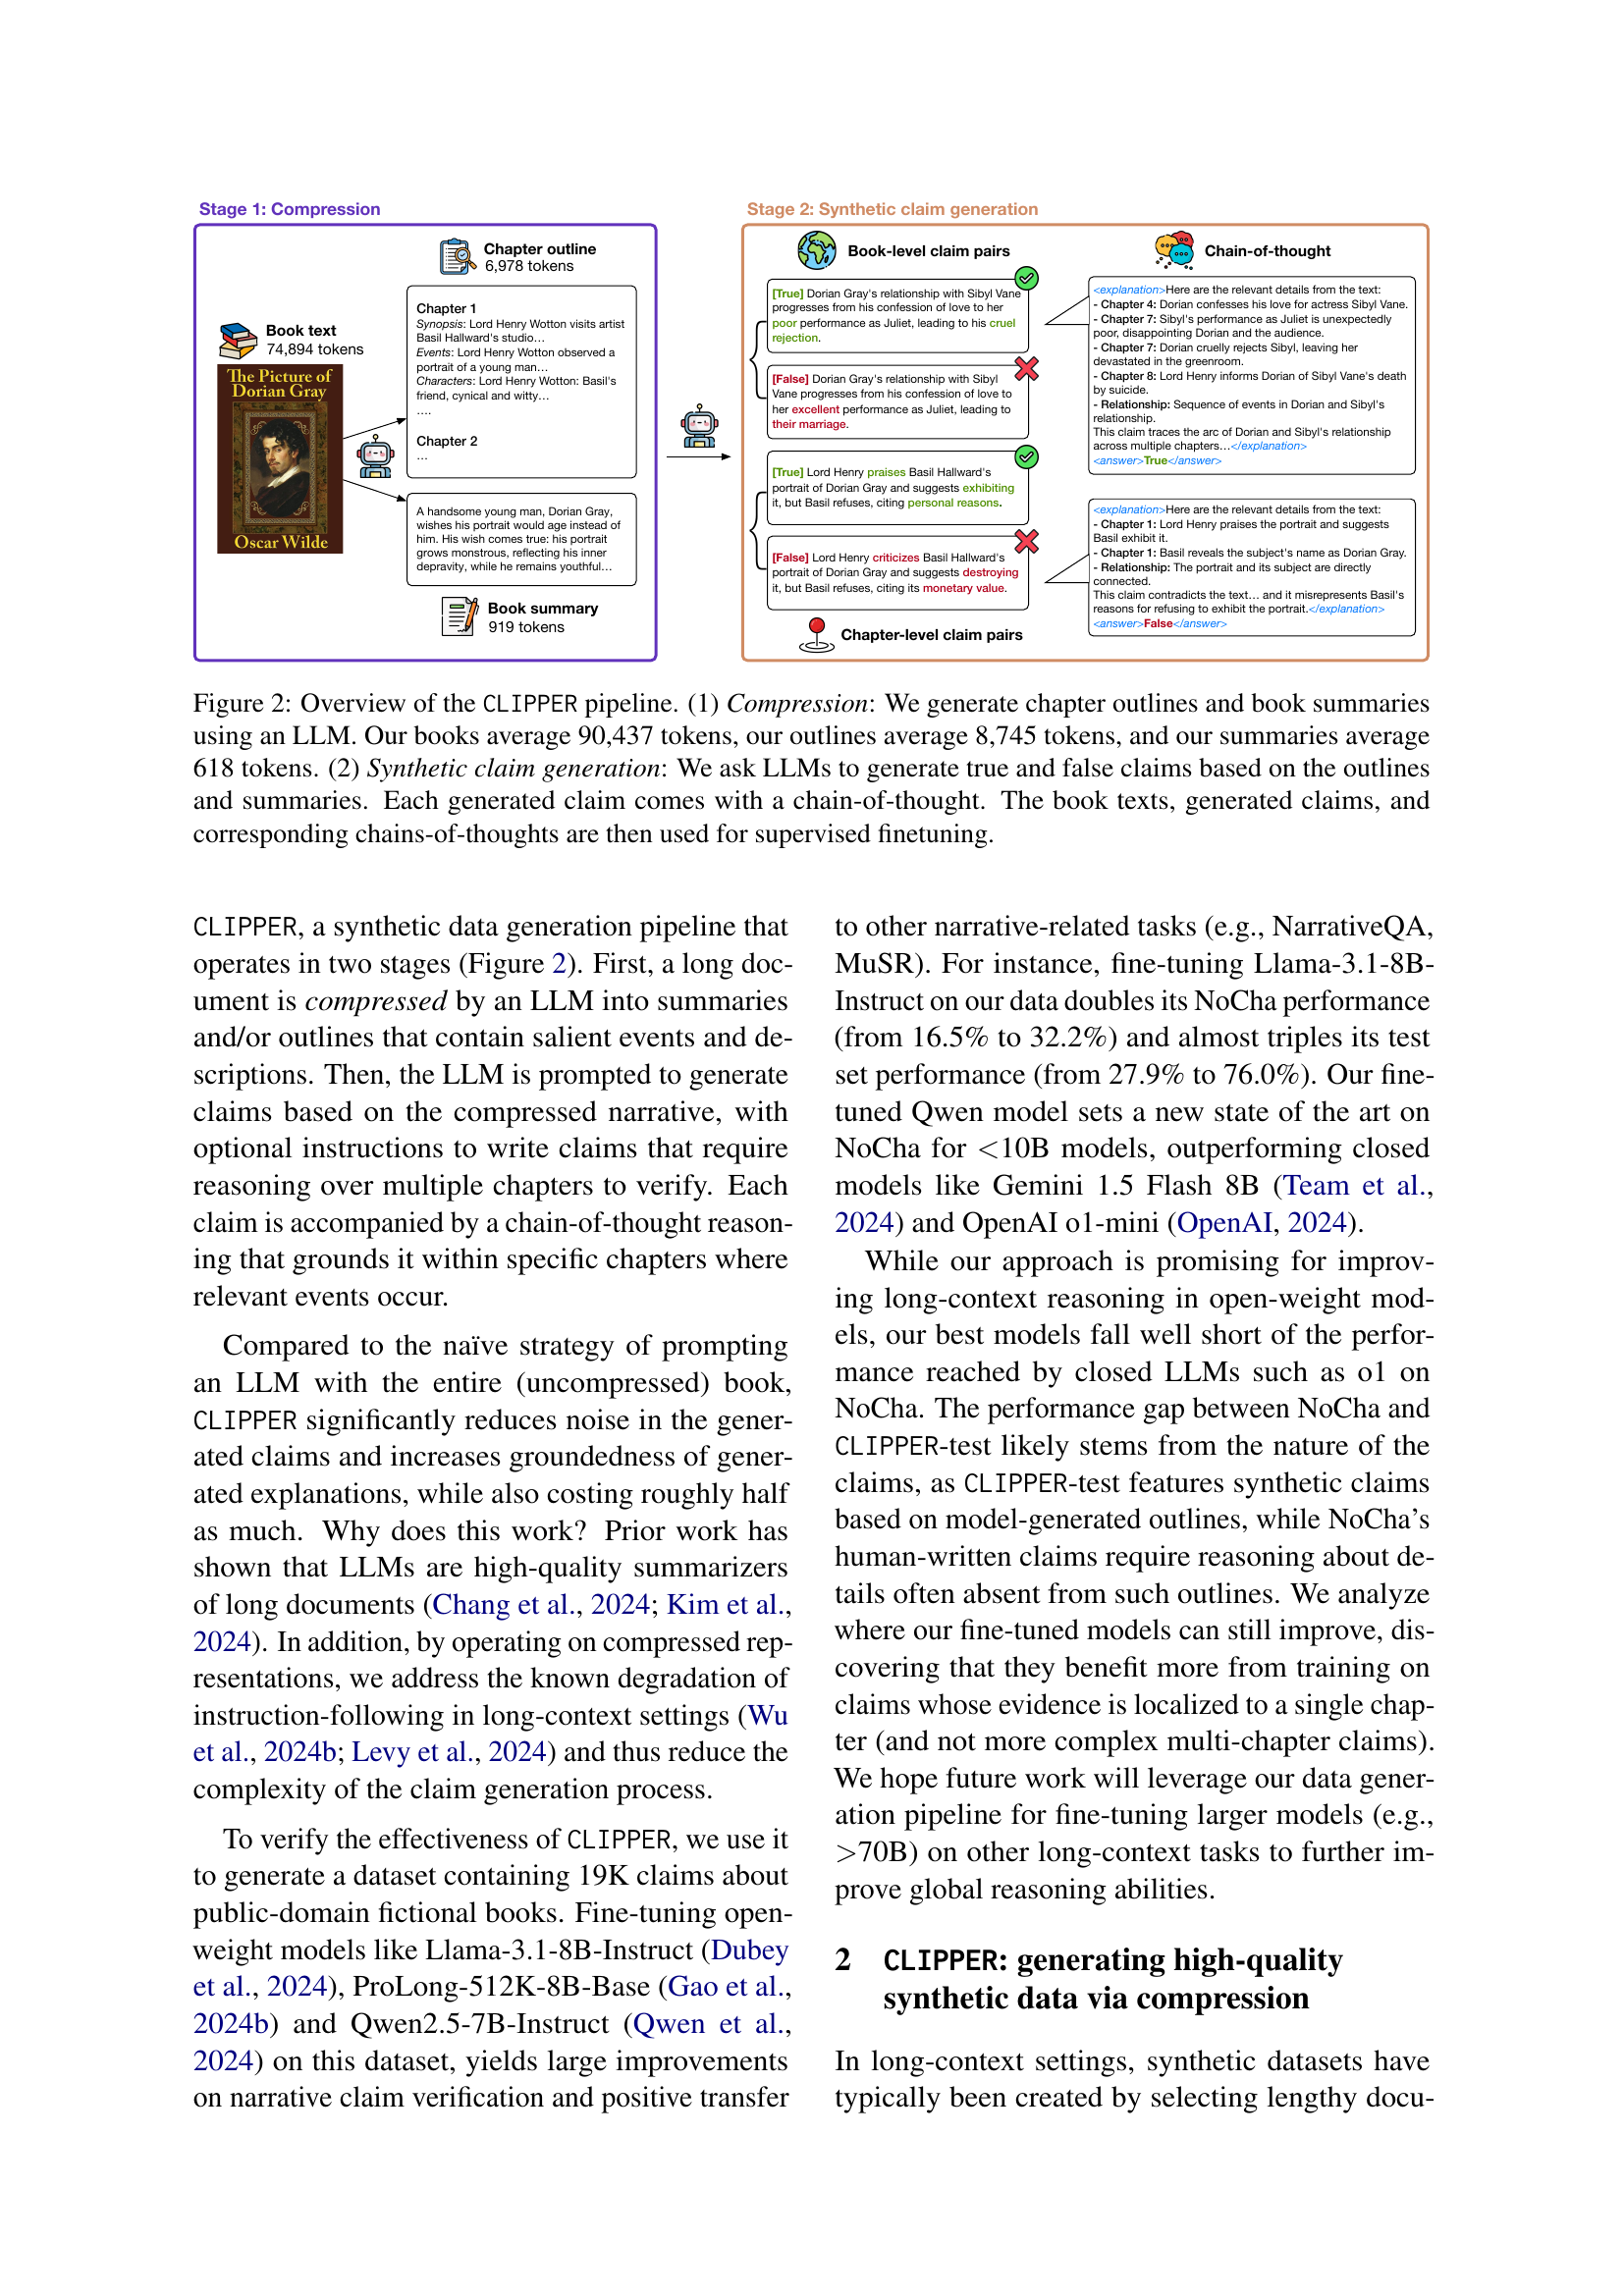 Stage 1: Compression
Chapter outline
6,978 tokens
Book text
74,894 tokens
The Picture of
Dorian Gray
Oscar Wilde
Chapter 1
Synopsis: Lord Henry Wotton visits artist
Basil Hallward's studio…
Events: Lord Henry Wotton observed a
portrait of a young man…
Characters: Lord Henry Wotton: Basil's
friend, cynical and witty…
....
Chapter 2
...
A handsome young man, Dorian Gray,
wishes his portrait would age instead of
him. His wish comes true: his portrait
grows monstrous, reflecting his inner
depravity, while he remains youthful…
Book summary
919 tokens
Stage 2: Synthetic claim generation
Book-level claim pairs
[True] Dorian Gray's relationship with Sibyl Vane
progresses from his confession of love to her
poor performance as Juliet, leading to his cruel
rejection.
[False] Dorian Gray's relationship with Sibyl
Vane progresses from his confession of love to
her excellent performance as Juliet, leading to
their marriage.
[True] Lord Henry praises Basil Hallward's
portrait of Dorian Gray and suggests exhibiting
it, but Basil refuses, citing personal reasons.
[False] Lord Henry criticizes Basil Hallward's
portrait of Dorian Gray and suggests destroying
it, but Basil refuses, citing its monetary value.
Chapter-level claim pairs
Chain-of-thought
<explanation>Here are the relevant details from the text:
- Chapter 4: Dorian confesses his love for actress Sibyl Vane.
- Chapter 7: Sibyl's performance as Juliet is unexpectedly
poor, disappointing Dorian and the audience.
- Chapter 7: Dorian cruelly rejects Sibyl, leaving her
devastated in the greenroom.
- Chapter 8: Lord Henry informs Dorian of Sibyl Vane's death
by suicide.
- Relationship: Sequence of events in Dorian and Sibyl's
relationship.
This claim traces the arc of Dorian and Sibyl's relationship
across multiple chapters…</explanation>
<answer>True</answer>
<explanation>Here are the relevant details from the text:
- Chapter 1: Lord Henry praises the portrait and suggests
Basil exhibit it.
- Chapter 1: Basil reveals the subject's name as Dorian Gray.
- Relationship: The portrait and its subject are directly
connected.
This claim contradicts the text… and it misrepresents Basil's
reasons for refusing to exhibit the portrait.</explanation>
<answer>False</answer>
Figure 2: Overview of the CLIPPER pipeline. (1) Compression: We generate chapter outlines and book summaries
using an LLM. Our books average 90,437 tokens, our outlines average 8,745 tokens, and our summaries average
618 tokens. (2) Synthetic claim generation: We ask LLMs to generate true and false claims based on the outlines
and summaries. Each generated claim comes with a chain-of-thought. The book texts, generated claims, and
corresponding chains-of-thoughts are then used for supervised finetuning.
CLIPPER, a synthetic data generation pipeline that
operates in two stages (Figure 2). First, a long doc-
ument is compressed by an LLM into summaries
and/or outlines that contain salient events and de-
scriptions. Then, the LLM is prompted to generate
claims based on the compressed narrative, with
optional instructions to write claims that require
reasoning over multiple chapters to verify. Each
claim is accompanied by a chain-of-thought reason-
ing that grounds it within specific chapters where
relevant events occur.
Compared to the naïve strategy of prompting
an LLM with the entire (uncompressed) book,
CLIPPER significantly reduces noise in the gener-
ated claims and increases groundedness of gener-
ated explanations, while also costing roughly half
as much. Why does this work? Prior work has
shown that LLMs are high-quality summarizers
of long documents (Chang et al., 2024; Kim et al.,
2024). In addition, by operating on compressed rep-
resentations, we address the known degradation of
instruction-following in long-context settings (Wu
et al., 2024b; Levy et al., 2024) and thus reduce the
complexity of the claim generation process.
To verify the effectiveness of CLIPPER, we use it
to generate a dataset containing 19K claims about
public-domain fictional books. Fine-tuning open-
weight models like Llama-3.1-8B-Instruct (Dubey
et al., 2024), ProLong-512K-8B-Base (Gao et al.,
2024b) and Qwen2.5-7B-Instruct (Qwen et al.,
2024) on this dataset, yields large improvements
on narrative claim verification and positive transfer
to other narrative-related tasks (e.g., NarrativeQA,
MuSR). For instance, fine-tuning Llama-3.1-8B-
Instruct on our data doubles its NoCha performance
(from 16.5% to 32.2%) and almost triples its test
set performance (from 27.9% to 76.0%). Our fine-
tuned Qwen model sets a new state of the art on
NoCha for <10B models, outperforming closed
models like Gemini 1.5 Flash 8B (Team et al.,
2024) and OpenAI o1-mini (OpenAI, 2024).
While our approach is promising for improv-
ing long-context reasoning in open-weight mod-
els, our best models fall well short of the perfor-
mance reached by closed LLMs such as o1 on
NoCha. The performance gap between NoCha and
CLIPPER-test likely stems from the nature of the
claims, as CLIPPER-test features synthetic claims
based on model-generated outlines, while NoCha's
human-written claims require reasoning about de-
tails often absent from such outlines. We analyze
where our fine-tuned models can still improve, dis-
covering that they benefit more from training on
claims whose evidence is localized to a single chap-
ter (and not more complex multi-chapter claims).
We hope future work will leverage our data gener-
ation pipeline for fine-tuning larger models (e.g.,
>70B) on other long-context tasks to further im-
prove global reasoning abilities.
2 CLIPPER: generating high-quality
synthetic data via compression
In long-context settings, synthetic datasets have
typically been created by selecting lengthy docu-